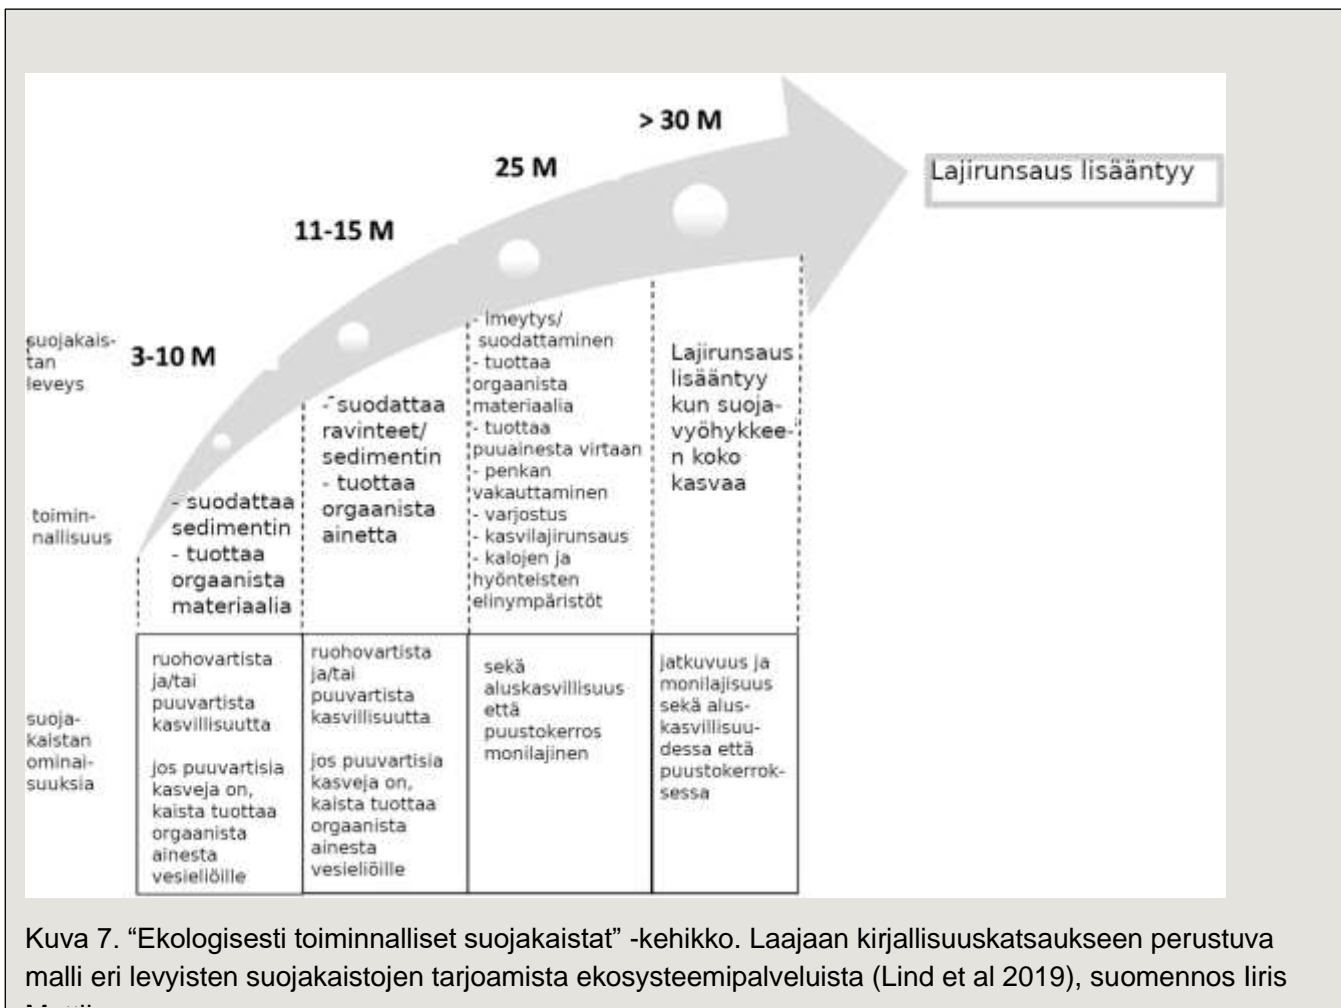 > 30 M
25 M
11-15 M
3-10 M
Lajirunsaus lisääntyy
suojakais-
tan
leveys
toimin-
nallisuus
- suodattaa
sedimentin
- tuottaa
orgaanista
materiaalia
- suodattaa
ravinteet/
sedimentin
- tuottaa
orgaanista
ainetta
- Imeytys/
suodattaminen
- tuottaa
orgaanista
materiaalia
- tuottaa
puuainesta virtaan
- penkan
vakauttaminen
- varjostus
- kasvilajirunsaus
- kalojen ja
hyönteisten
elinympäristöt
Lajirunsaus
lisääntyy
kun suoja-
vyöhykkee-
n koko
kasvaa
suoja-
kaistan
ominai-
suuksia
ruohovartista
ja/tai
puuvartista
kasvillisuutta
jos puuvartisia
kasveja on,
kaista tuottaa
orgaanista
ainesta
vesieliöille
ruohovartista
ja/tai
puuvartista
kasvillisuutta
jos puuvartisia
kasveja on,
kaista tuottaa
orgaanista
ainesta
vesieliöille
sekä
aluskasvillisuus
että
puustokerros
monilajinen
jatkuvuus ja
monilajisuus
sekä alus-
kasvillisuu-
dessa että
puustokerrok-
sessa
Kuva 7. “Ekologisesti toiminnalliset suojakaistat” -kehikko. Laajaan kirjallisuuskatsaukseen perustuva
malli eri levyisten suojakaistojen tarjoamista ekosysteemipalveluista (Lind et al 2019), suomennos Iiris